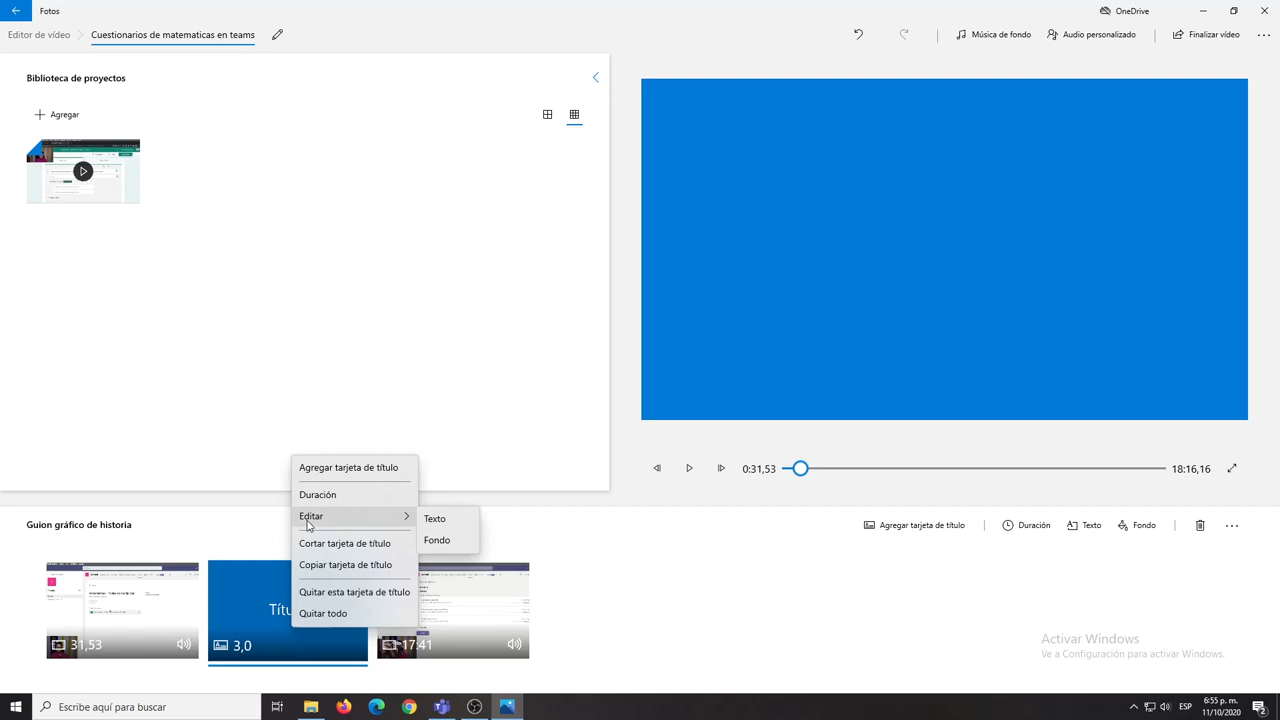 Fotos
OneDrive
Editor de vídeo
Cuestionarios de matematicas en teams
Música de fondo
Audio personalizado
Finalizar vídeo
Biblioteca de proyectos
Agregar
0:31,53
18:16,16
Agregar tarjeta de título
Duración
Editar
Texto
Fondo
Cortar tarjeta de título
Copiar tarjeta de título
Quitar esta tarjeta de título
Quitar todo
Guion gráfico de historia
Agregar tarjeta de título
Duración
Texto
Fondo
31,53
Títu
3,0
17:41
Activar Windows
Ve a Configuración para activar Windows.
Escribe aquí para buscar
ESP
6:55 p. m.
11/10/2020
2